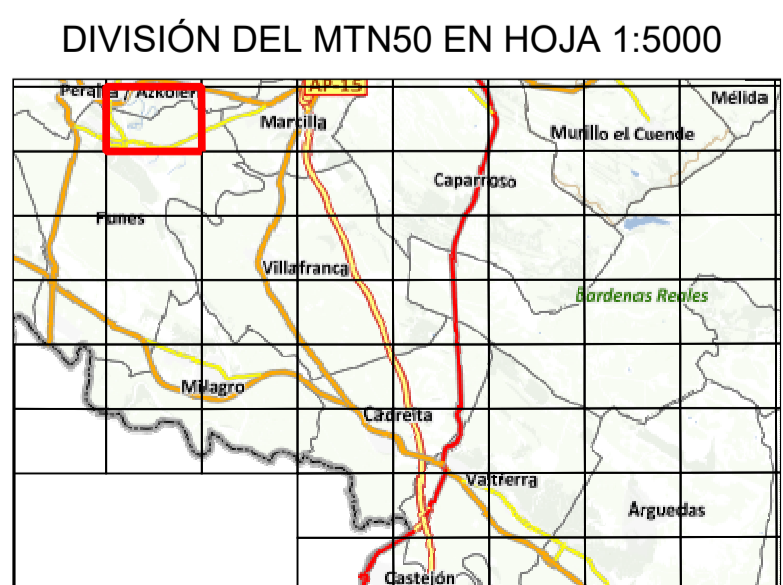 DIVISIÓN DEL MTN50 EN HOJA 1:5000
Peralta / Azkoien
AP-15
Mélida
Marcilla
Murillo el Cuende
Caparroso
Funes
Villafranca
Bardenas Reales
Milagro
Cadreita
Valtierra
Arguedas
Castejón